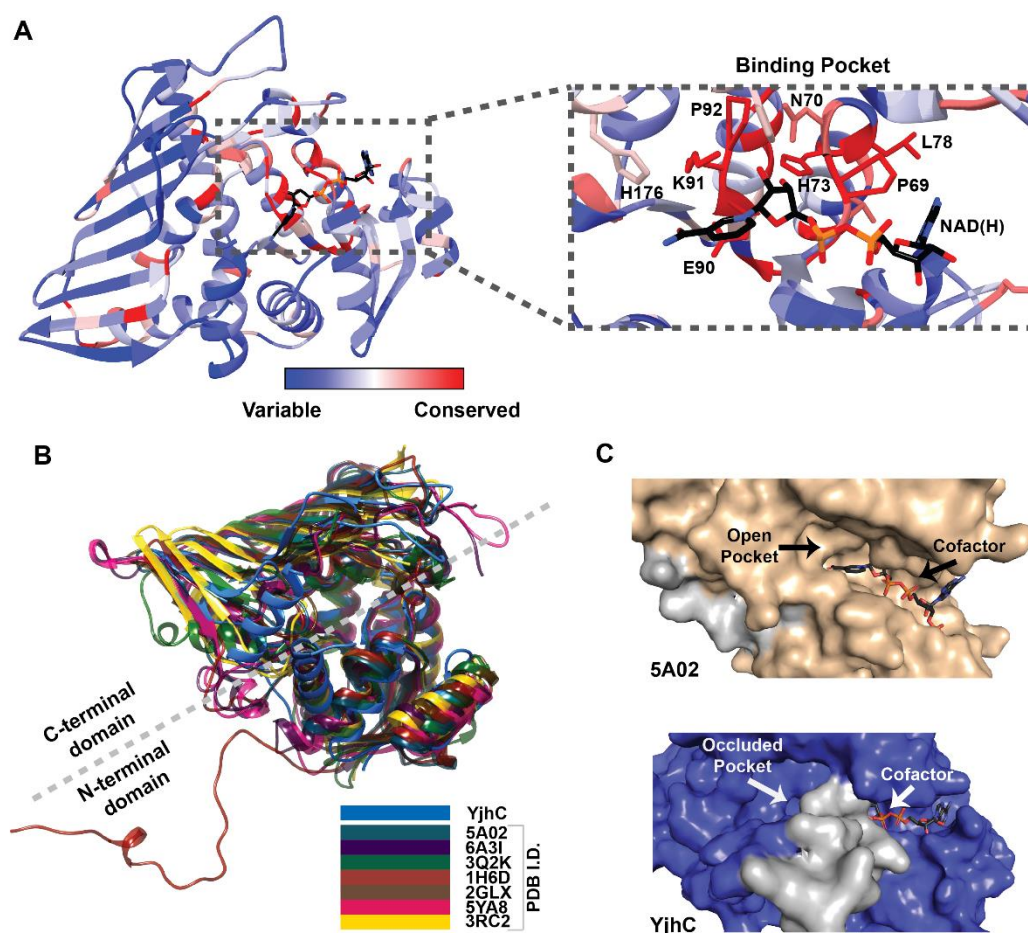 A
Binding Pocket
P92
N70
L78
K91
H73
P69
H176
NAD(H)
E90
Variable
Conserved
B
C-terminal
domain
N-terminal
domain
YjhC
5A02
6A3I
3Q2K
1H6D
2GLX
5YA8
3RC2
PDB I.D.
C
Open
Pocket
Cofactor
5A02
Occluded
Pocket
Cofactor
YjhC